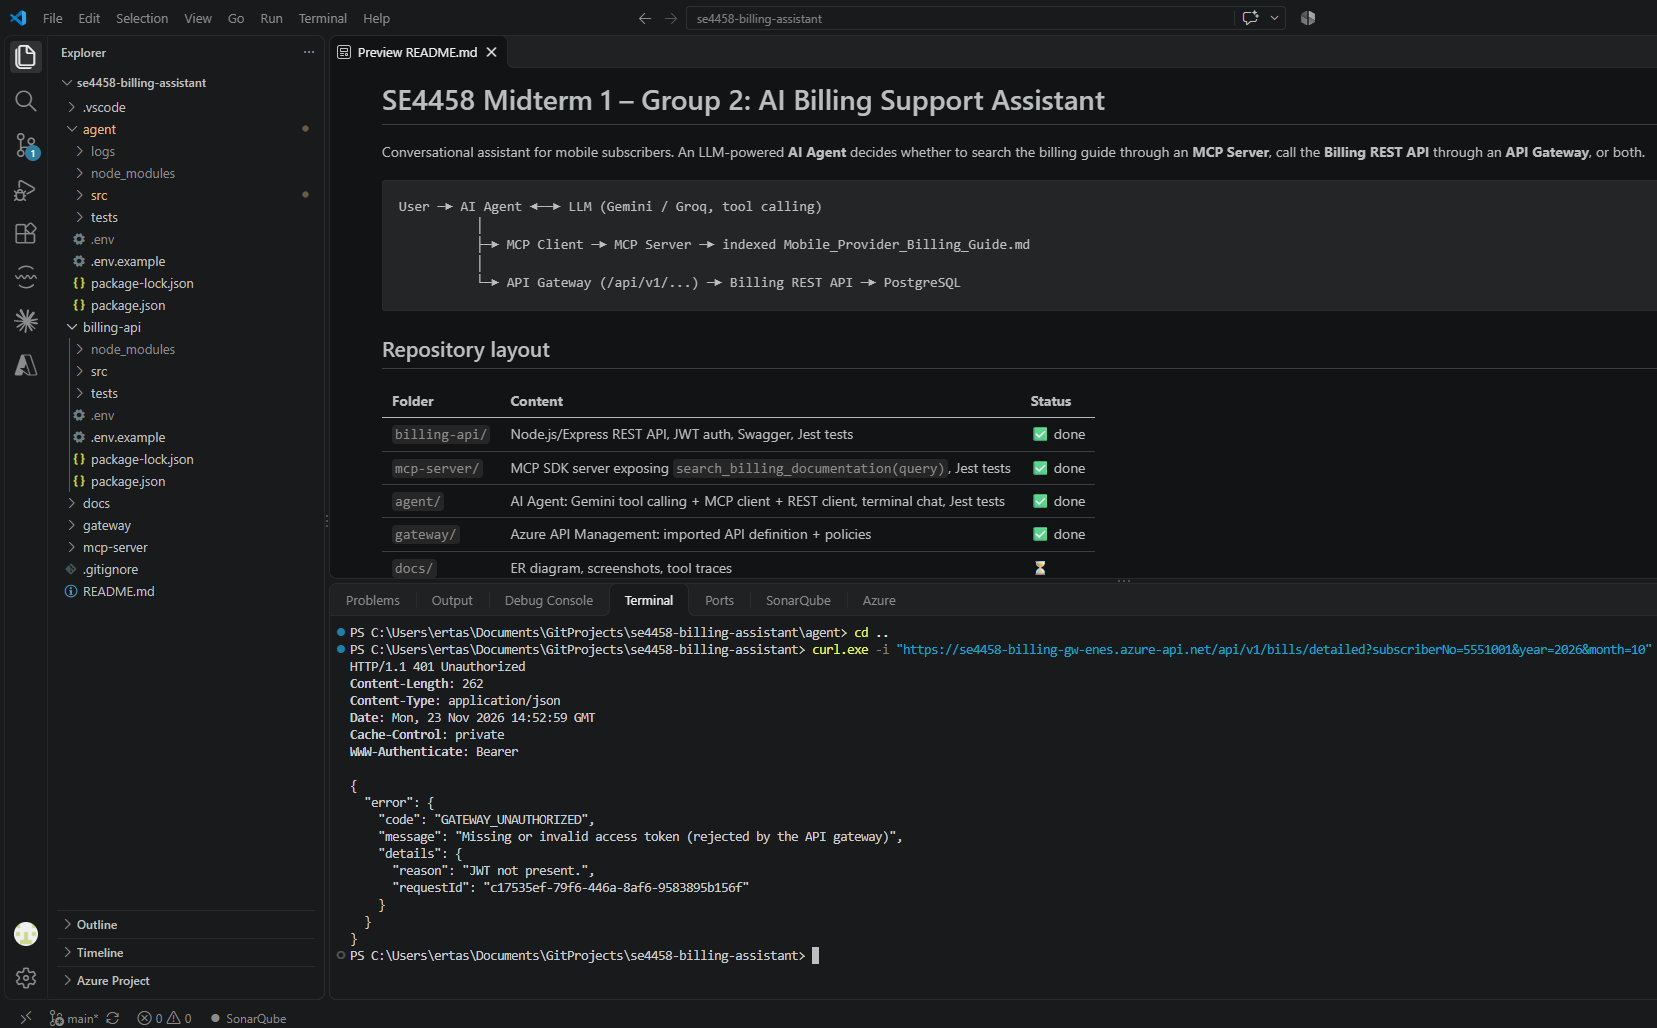 File Edit Selection View Go Run Terminal Help
se4458-billing-assistant
Explorer
se4458-billing-assistant
.vscode
agent
logs
node_modules
src
tests
.env
.env.example
package-lock.json
package.json
billing-api
node_modules
src
tests
.env
.env.example
package-lock.json
package.json
docs
gateway
mcp-server
.gitignore
README.md
Outline
Timeline
Azure Project
Preview README.md
SE4458 Midterm 1 – Group 2: AI Billing Support Assistant
Conversational assistant for mobile subscribers. An LLM-powered AI Agent decides whether to search the billing guide through an MCP Server, call the Billing REST API through an API Gateway, or both.
User ─► AI Agent ◄──► LLM (Gemini / Groq, tool calling)
│
├─► MCP Client ─► MCP Server ─► indexed Mobile_Provider_Billing_Guide.md
│
└─► API Gateway (/api/v1/...) ─► Billing REST API ─► PostgreSQL
Repository layout
Folder Content Status
billing-api/ Node.js/Express REST API, JWT auth, Swagger, Jest tests ✅ done
mcp-server/ MCP SDK server exposing search_billing_documentation(query), Jest tests ✅ done
agent/ AI Agent: Gemini tool calling + MCP client + REST client, terminal chat, Jest tests ✅ done
gateway/ Azure API Management: imported API definition + policies ✅ done
docs/ ER diagram, screenshots, tool traces ⏳
Problems Output Debug Console Terminal Ports SonarQube Azure
PS C:\Users\ertas\Documents\GitProjects\se4458-billing-assistant\agent> cd ..
PS C:\Users\ertas\Documents\GitProjects\se4458-billing-assistant> curl.exe -i "https://se4458-billing-gw-enes.azure-api.net/api/v1/bills/detailed?subscriberNo=5551001&year=2026&month=10"
HTTP/1.1 401 Unauthorized
Content-Length: 262
Content-Type: application/json
Date: Mon, 23 Nov 2026 14:52:59 GMT
Cache-Control: private
WWW-Authenticate: Bearer
{
"error": {
"code": "GATEWAY_UNAUTHORIZED",
"message": "Missing or invalid access token (rejected by the API gateway)",
"details": {
"reason": "JWT not present.",
"requestId": "c17535ef-79f6-446a-8af6-9583895b156f"
}
}
}
PS C:\Users\ertas\Documents\GitProjects\se4458-billing-assistant>
1
main* 0 0 SonarQube